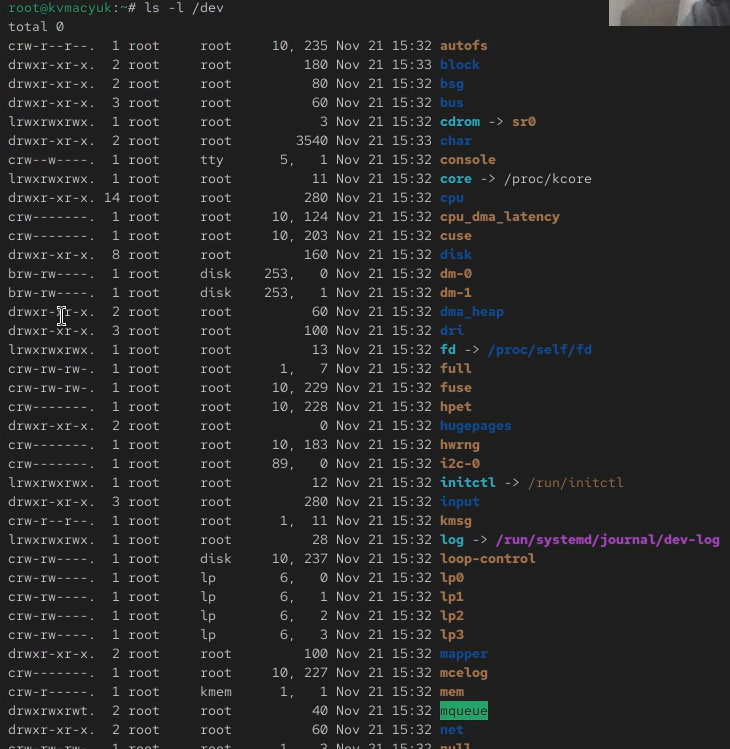 root@kvmacyuk:~# ls -l /dev
total 0
crw-r--r--.  1 root     root     10, 235 Nov 21 15:32 autofs
drwxr-xr-x.  2 root     root         180 Nov 21 15:33 block
drwxr-xr-x.  2 root     root          80 Nov 21 15:32 bsg
drwxr-xr-x.  3 root     root          60 Nov 21 15:32 bus
lrwxrwxrwx.  1 root     root           3 Nov 21 15:32 cdrom -> sr0
drwxr-xr-x.  2 root     root        3540 Nov 21 15:33 char
crw--w----.  1 root     tty       5,   1 Nov 21 15:32 console
lrwxrwxrwx.  1 root     root          11 Nov 21 15:32 core -> /proc/kcore
drwxr-xr-x. 14 root     root         280 Nov 21 15:32 cpu
crw-------.  1 root     root     10, 124 Nov 21 15:32 cpu_dma_latency
crw-------.  1 root     root     10, 203 Nov 21 15:32 cuse
drwxr-xr-x.  8 root     root         160 Nov 21 15:32 disk
brw-rw----.  1 root     disk    253,   0 Nov 21 15:32 dm-0
brw-rw----.  1 root     disk    253,   1 Nov 21 15:32 dm-1
drwxr-xr-x.  2 root     root          60 Nov 21 15:32 dma_heap
drwxr-xr-x.  3 root     root         100 Nov 21 15:32 dri
lrwxrwxrwx.  1 root     root          13 Nov 21 15:32 fd -> /proc/self/fd
crw-rw-rw-.  1 root     root      1,   7 Nov 21 15:32 full
crw-rw-rw-.  1 root     root     10, 229 Nov 21 15:32 fuse
crw-------.  1 root     root     10, 228 Nov 21 15:32 hpet
drwxr-xr-x.  2 root     root           0 Nov 21 15:32 hugepages
crw-------.  1 root     root     10, 183 Nov 21 15:32 hwrng
crw-------.  1 root     root     89,   0 Nov 21 15:32 i2c-0
lrwxrwxrwx.  1 root     root          12 Nov 21 15:32 initctl -> /run/initctl
drwxr-xr-x.  3 root     root         280 Nov 21 15:32 input
crw-r--r--.  1 root     root      1,  11 Nov 21 15:32 kmsg
lrwxrwxrwx.  1 root     root          28 Nov 21 15:32 log -> /run/systemd/journal/dev-log
crw-rw----.  1 root     disk     10, 237 Nov 21 15:32 loop-control
crw-rw----.  1 root     lp        6,   0 Nov 21 15:32 lp0
crw-rw----.  1 root     lp        6,   1 Nov 21 15:32 lp1
crw-rw----.  1 root     lp        6,   2 Nov 21 15:32 lp2
crw-rw----.  1 root     lp        6,   3 Nov 21 15:32 lp3
drwxr-xr-x.  2 root     root         100 Nov 21 15:32 mapper
crw-------.  1 root     root     10, 227 Nov 21 15:32 mcelog
crw-r-----.  1 root     kmem      1,   1 Nov 21 15:32 mem
drwxrwxrwt.  2 root     root          40 Nov 21 15:32 mqueue
drwxr-xr-x.  2 root     root          60 Nov 21 15:32 net
crw-rw-rw-.  1 root     root      1,   3 Nov 21 15:32 null